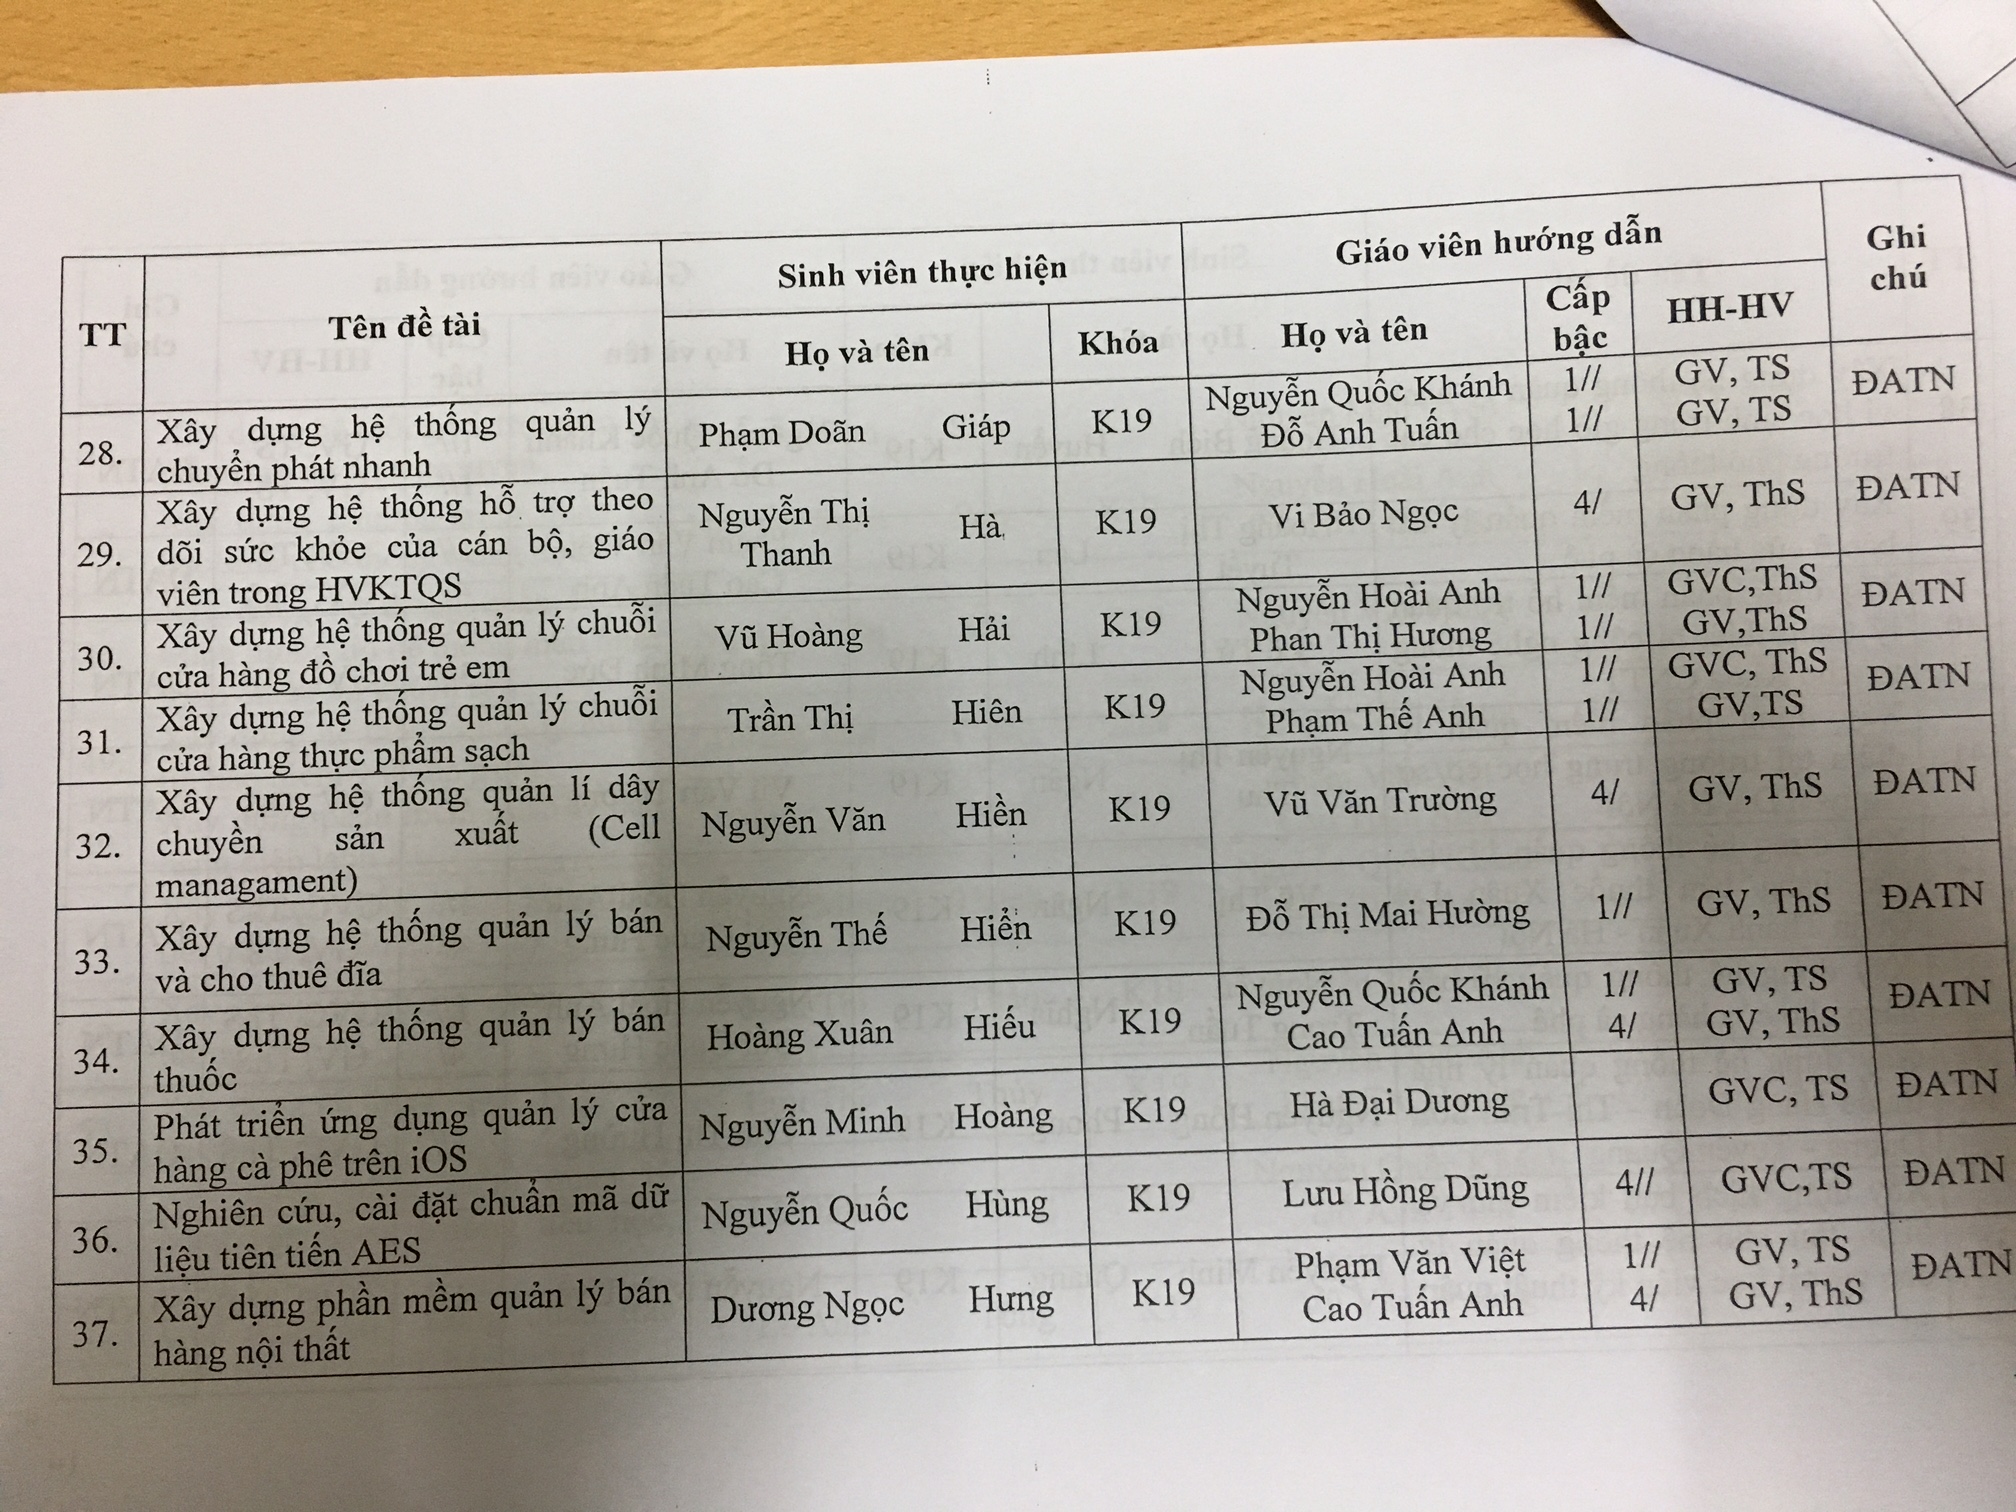 TT Tên đề tài Sinh viên thực hiện Giáo viên hướng dẫn Ghi chú
Họ và tên Khóa Họ và tên Cấp bậc HH-HV
28. Xây dựng hệ thống quản lý Phạm Doãn Giáp K19 Nguyễn Quốc Khánh 1// GV, TS ĐATN
chuyển phát nhanh Đỗ Anh Tuấn 1// GV, TS
29. Xây dựng hệ thống hỗ trợ theo Nguyễn Thị Hà K19 Vi Bảo Ngọc 4/ GV, ThS ĐATN
dõi sức khỏe của cán bộ, giáo Thanh
viên trong HVKTQS
30. Xây dựng hệ thống quản lý chuỗi Vũ Hoàng Hải K19 Nguyễn Hoài Anh 1// GVC,ThS ĐATN
cửa hàng đồ chơi trẻ em Phan Thị Hương 1// GV,ThS
31. Xây dựng hệ thống quản lý chuỗi Trần Thị Hiên K19 Nguyễn Hoài Anh 1// GVC, ThS ĐATN
cửa hàng thực phẩm sạch Phạm Thế Anh 1// GV,TS
32. Xây dựng hệ thống quản lí dây Nguyễn Văn Hiền K19 Vũ Văn Trường 4/ GV, ThS ĐATN
chuyền sản xuất (Cell
managament)
33. Xây dựng hệ thống quản lý bán Nguyễn Thế Hiển K19 Đỗ Thị Mai Hường 1// GV, ThS ĐATN
và cho thuê đĩa
34. Xây dựng hệ thống quản lý bán Hoàng Xuân Hiếu K19 Nguyễn Quốc Khánh 1// GV, TS ĐATN
thuốc Cao Tuấn Anh 4/ GV, ThS
35. Phát triển ứng dụng quản lý cửa Nguyễn Minh Hoàng K19 Hà Đại Dương GVC, TS ĐATN
hàng cà phê trên iOS
36. Nghiên cứu, cài đặt chuẩn mã dữ Nguyễn Quốc Hùng K19 Lưu Hồng Dũng 4// GVC,TS ĐATN
liệu tiên tiến AES
37. Xây dựng phần mềm quản lý bán Dương Ngọc Hưng K19 Phạm Văn Việt 1// GV, TS ĐATN
hàng nội thất Cao Tuấn Anh 4/ GV, ThS